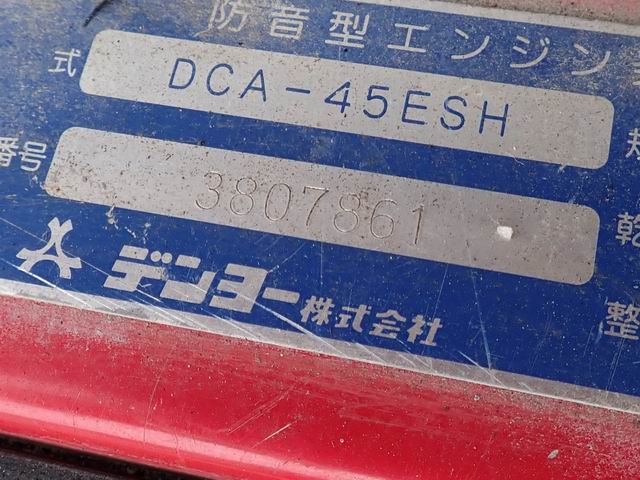 防音型エンジン
式 DCA-45ESH
番号 3807861
乾
整
デンヨー株式会社